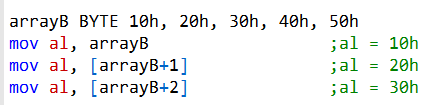 arrayB BYTE 10h, 20h, 30h, 40h, 50h
mov al, arrayB ;al = 10h
mov al, [arrayB+1] ;al = 20h
mov al, [arrayB+2] ;al = 30h